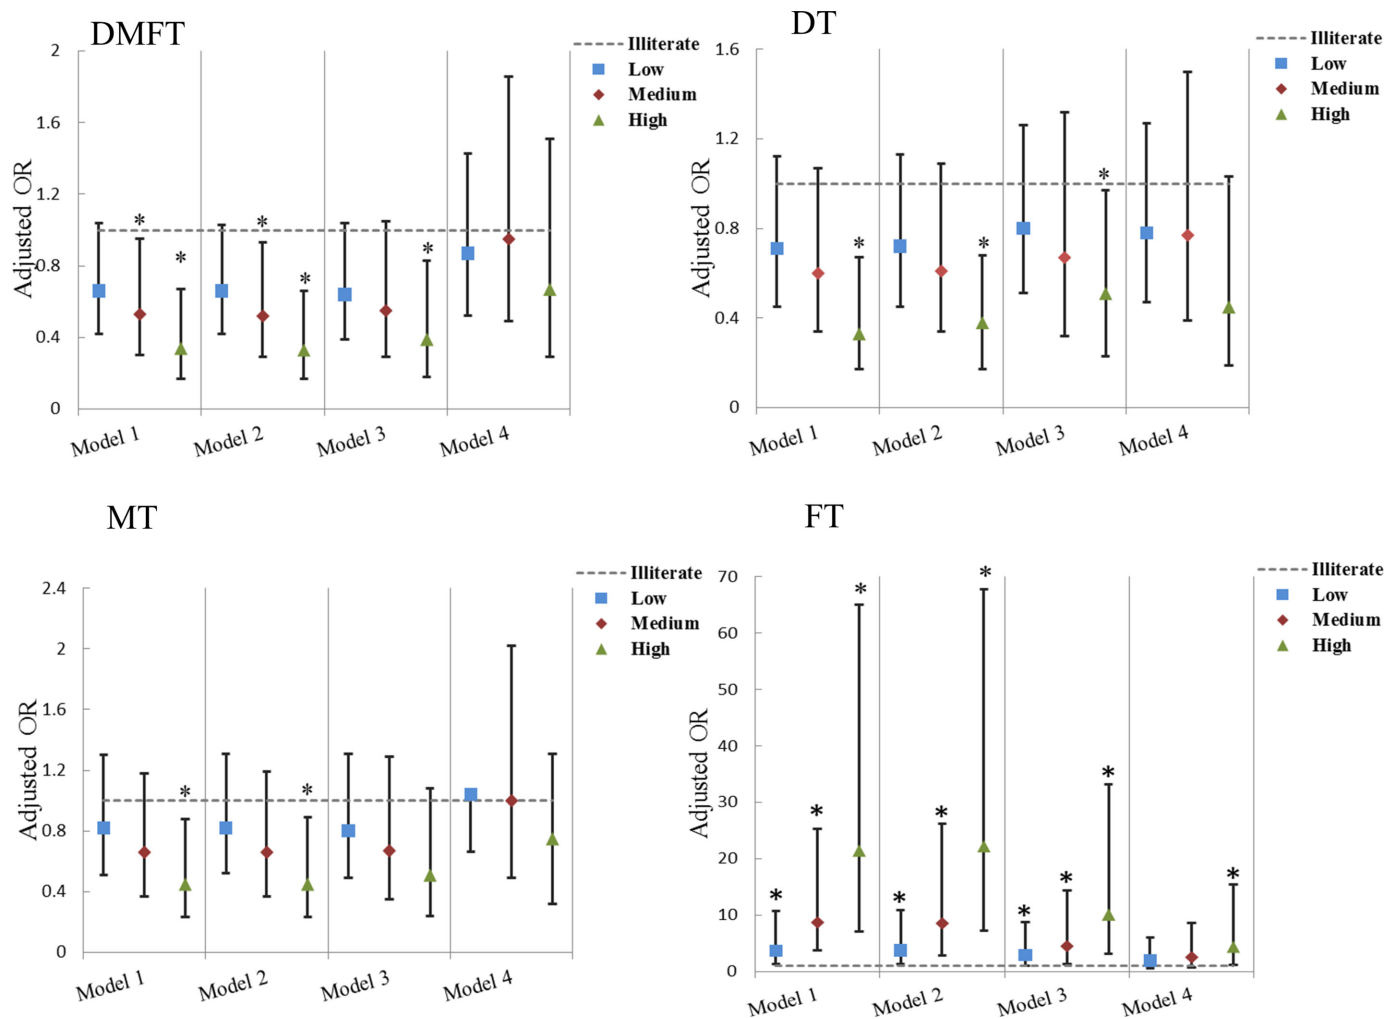 DMFT
Adjusted OR
2
1.6
1.2
0.8
0.4
0
* * * * *
Model 1 Model 2 Model 3 Model 4
Illiterate
Low
Medium
High
DT
Adjusted OR
1.6
1.2
0.8
0.4
0
* * *
Model 1 Model 2 Model 3 Model 4
Illiterate
Low
Medium
High
MT
Adjusted OR
2.4
2
1.6
1.2
0.8
0.4
0
* *
Model 1 Model 2 Model 3 Model 4
Illiterate
Low
Medium
High
FT
Adjusted OR
70
60
50
40
30
20
10
0
* * * * * * * * * *
Model 1 Model 2 Model 3 Model 4
Illiterate
Low
Medium
High